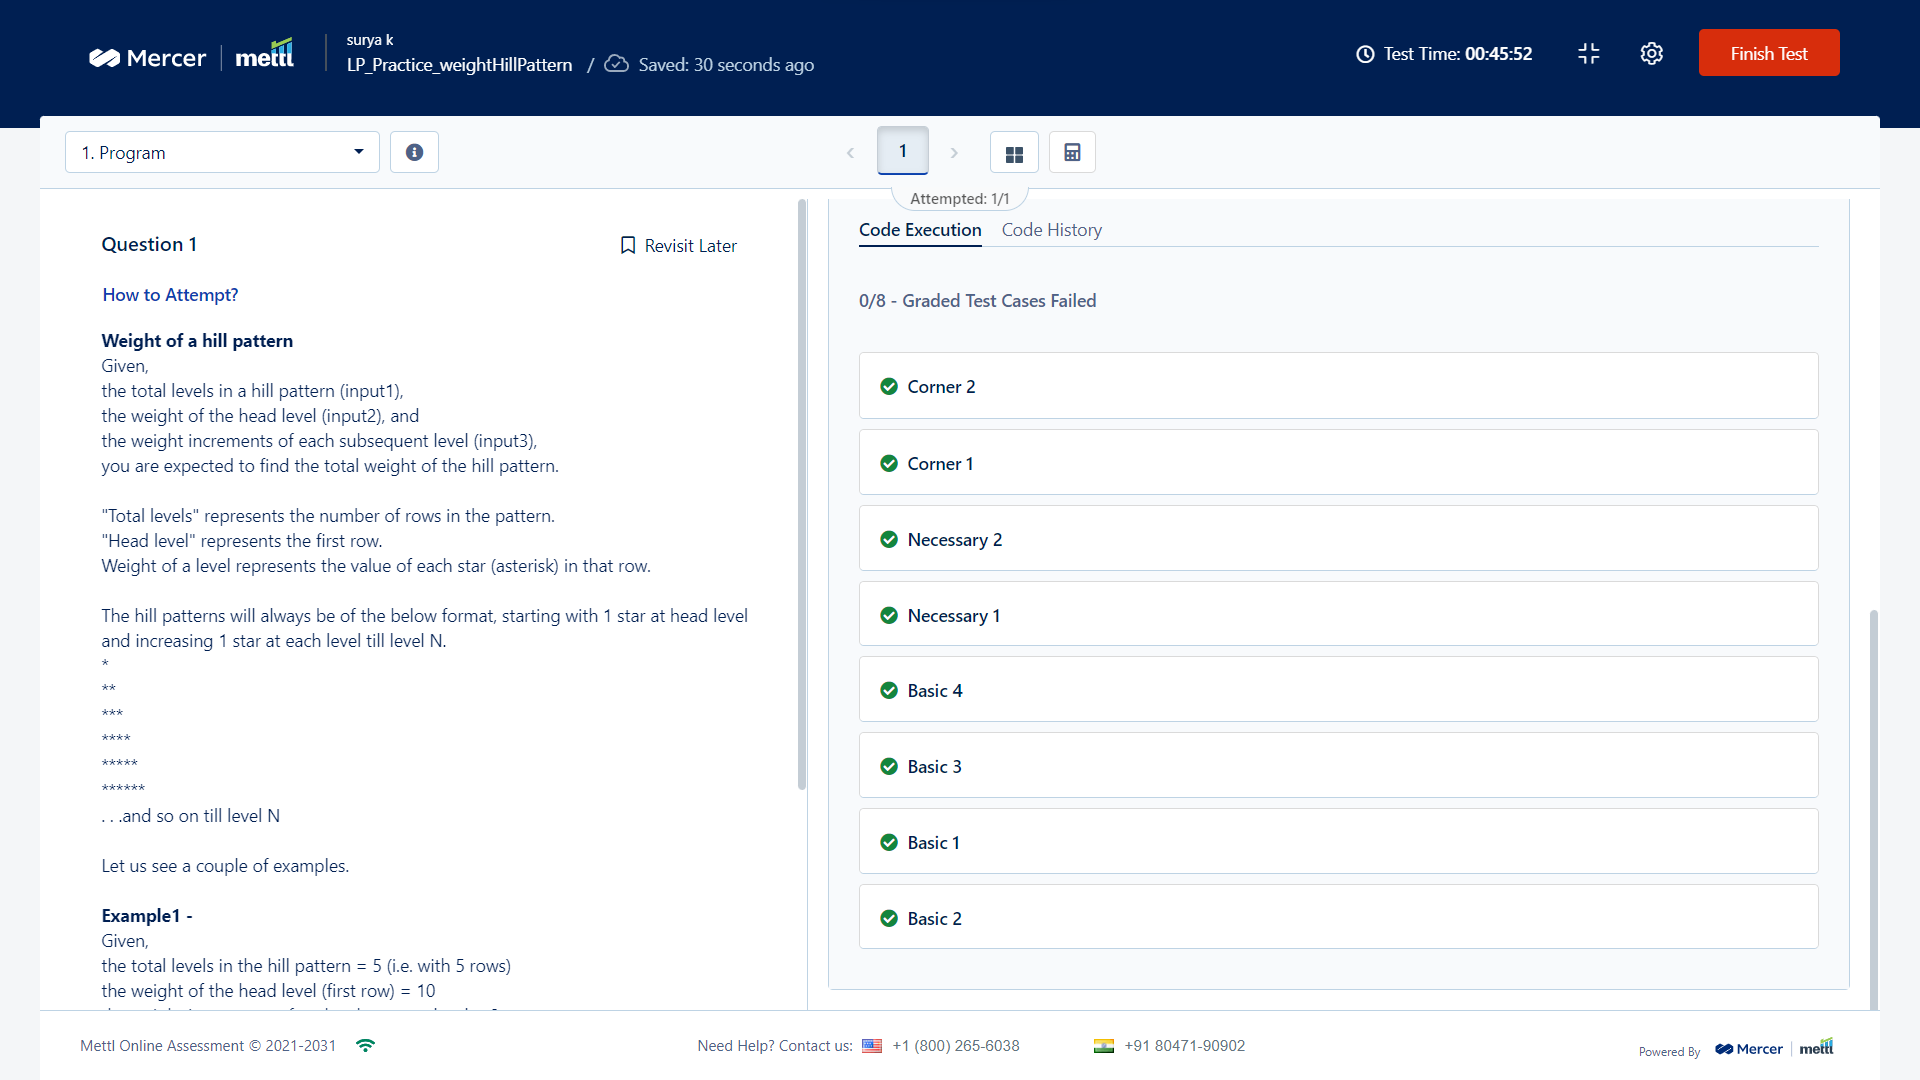 Mercer mettl
surya k
LP_Practice_weightHillPattern / Saved: 30 seconds ago
Test Time: 00:45:52
Finish Test
1. Program
1
Attempted: 1/1
Question 1
Revisit Later
How to Attempt?
Weight of a hill pattern
Given,
the total levels in a hill pattern (input1),
the weight of the head level (input2), and
the weight increments of each subsequent level (input3),
you are expected to find the total weight of the hill pattern.
"Total levels" represents the number of rows in the pattern.
"Head level" represents the first row.
Weight of a level represents the value of each star (asterisk) in that row.
The hill patterns will always be of the below format, starting with 1 star at head level
and increasing 1 star at each level till level N.
*
**
***
****
*****
******
. . .and so on till level N
Let us see a couple of examples.
Example1 -
Given,
the total levels in the hill pattern = 5 (i.e. with 5 rows)
the weight of the head level (first row) = 10
Code Execution
Code History
0/8 - Graded Test Cases Failed
Corner 2
Corner 1
Necessary 2
Necessary 1
Basic 4
Basic 3
Basic 1
Basic 2
Mettl Online Assessment © 2021-2031
Need Help? Contact us: +1 (800) 265-6038
+91 80471-90902
Powered By Mercer mettl